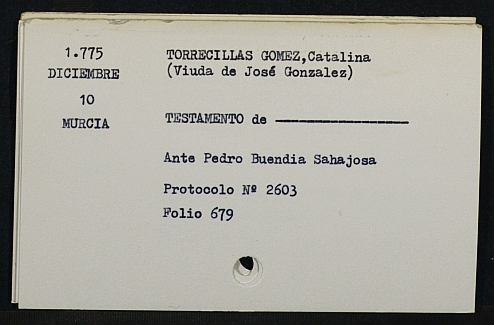 1.775
DICIEMBRE
10
MURCIA
TORRECILLAS GOMEZ,Catalina
(Viuda de José Gonzalez)
TESTAMENTO de ——————————
Ante Pedro Buendia Sahajosa
Protocolo Nº 2603
Folio 679